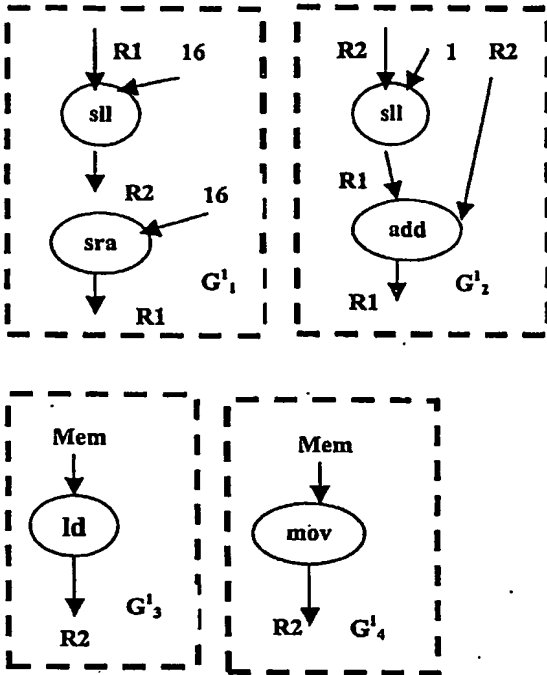 R1 16
sll
R2 16
sra
G¹₁
R1
R2 1 R2
sll
R1
add
G¹₂
R1
Mem
ld
G¹₃
R2
Mem
mov
R2 G¹₄